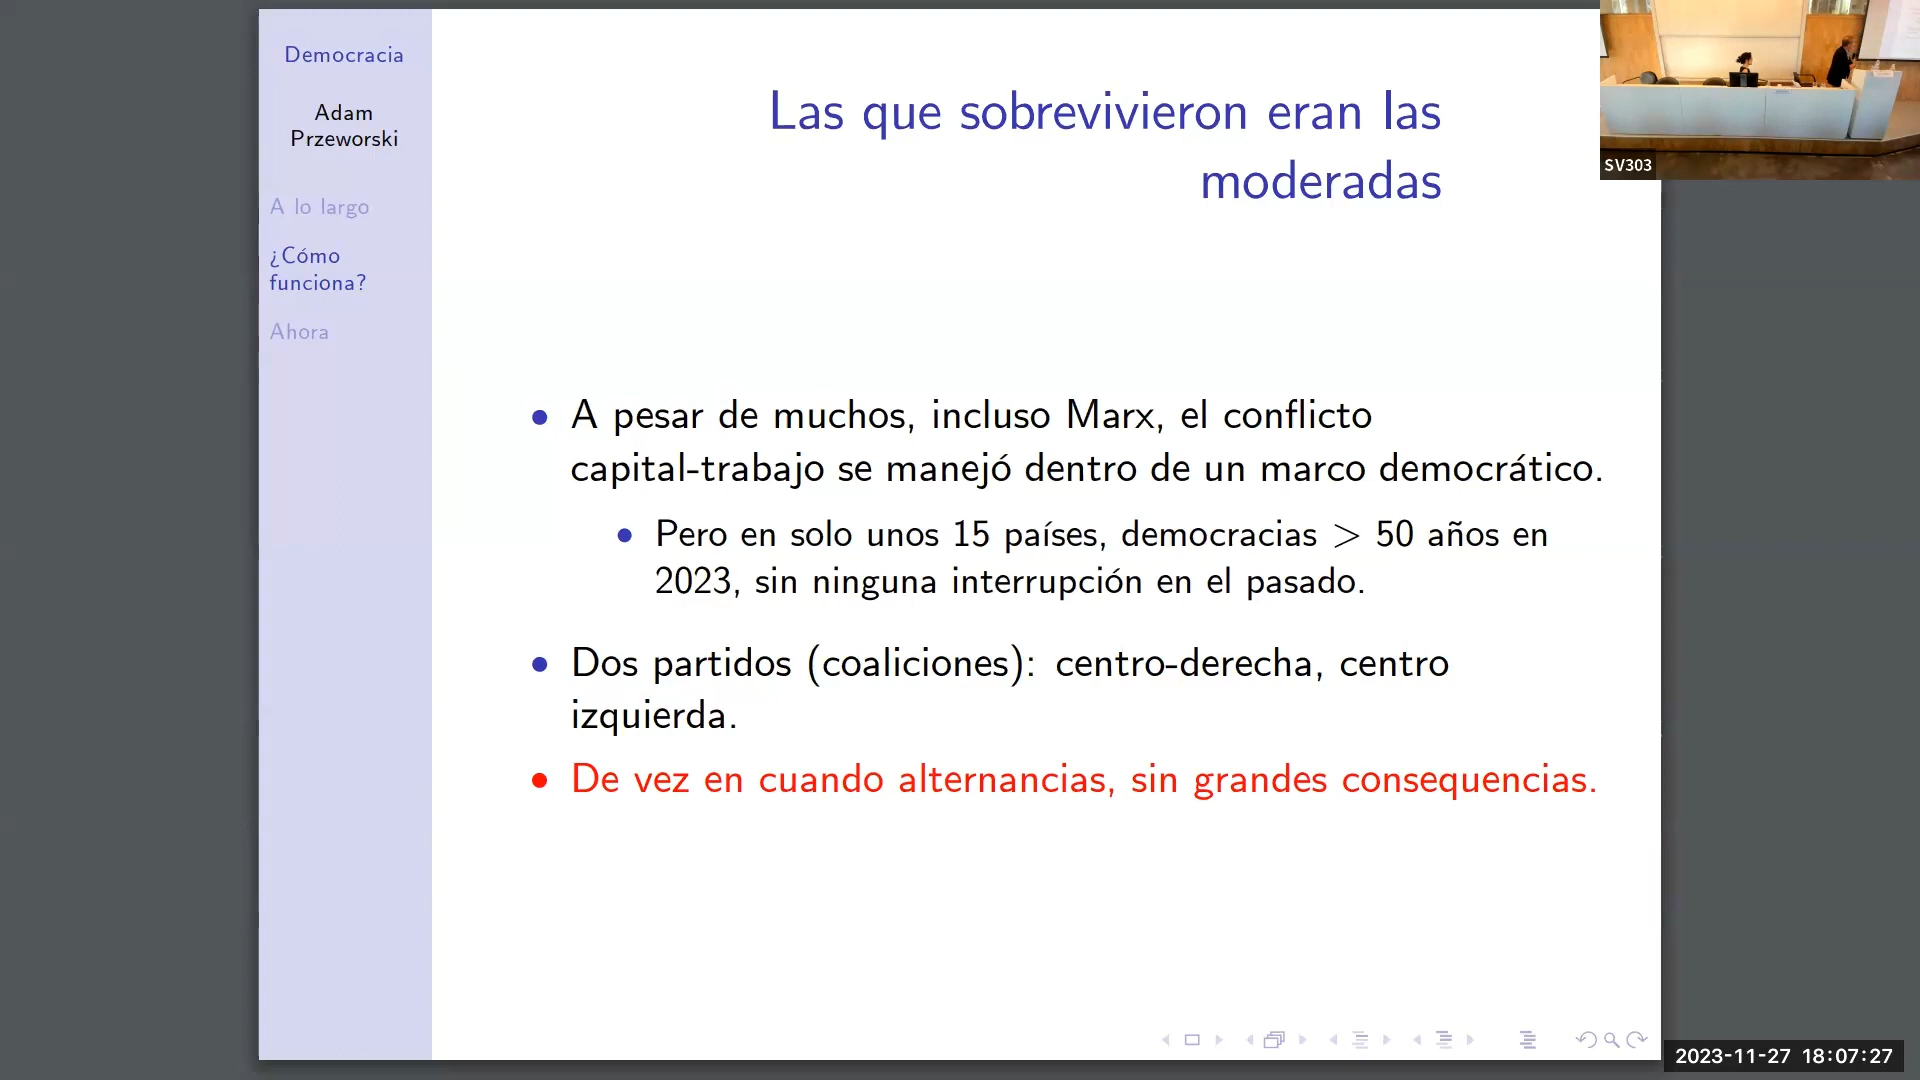 Democracia
Adam
Przeworski
A lo largo
¿Cómo
funciona?
Ahora
Las que sobrevivieron eran las
moderadas
• A pesar de muchos, incluso Marx, el conflicto
capital-trabajo se manejó dentro de un marco democrático.
• Pero en solo unos 15 países, democracias > 50 años en
2023, sin ninguna interrupción en el pasado.
• Dos partidos (coaliciones): centro-derecha, centro
izquierda.
• De vez en cuando alternancias, sin grandes consequencias.
SV303
2023-11-27 18:07:27